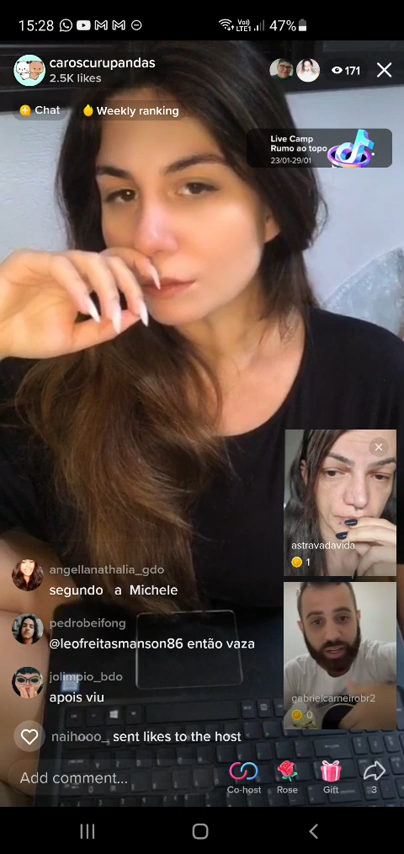 15:28
Vo)) LTE1 47%
caroscurupandas
2.5K likes
171
Chat
Weekly ranking
Live Camp
Rumo ao topo
23/01-29/01
astravadavida
1
angellanathalia_gdo
segundo a Michele
pedrobeifong
@leofreitasmanson86 então vaza
jolimpio_bdo
apois viu
gabrielcarneirobr2
0
naihooo_ sent likes to the host
Add comment...
Co-host
Rose
Gift
3